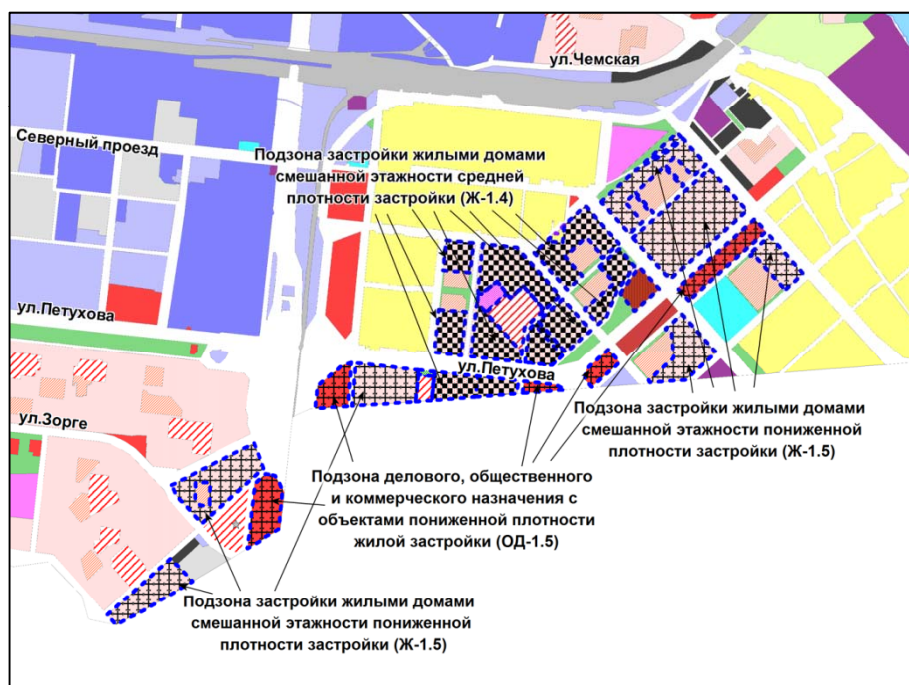 ул.Чемская
Северный проезд
Подзона застройки жилыми домами
смешанной этажности средней
плотности застройки (Ж-1.4)
ул.Петухова
ул.Петухова
ул.Зорге
Подзона застройки жилыми домами
смешанной этажности пониженной
плотности застройки (Ж-1.5)
Подзона делового, общественного
и коммерческого назначения с
объектами пониженной плотности
жилой застройки (ОД-1.5)
Подзона застройки жилыми домами
смешанной этажности пониженной
плотности застройки (Ж-1.5)